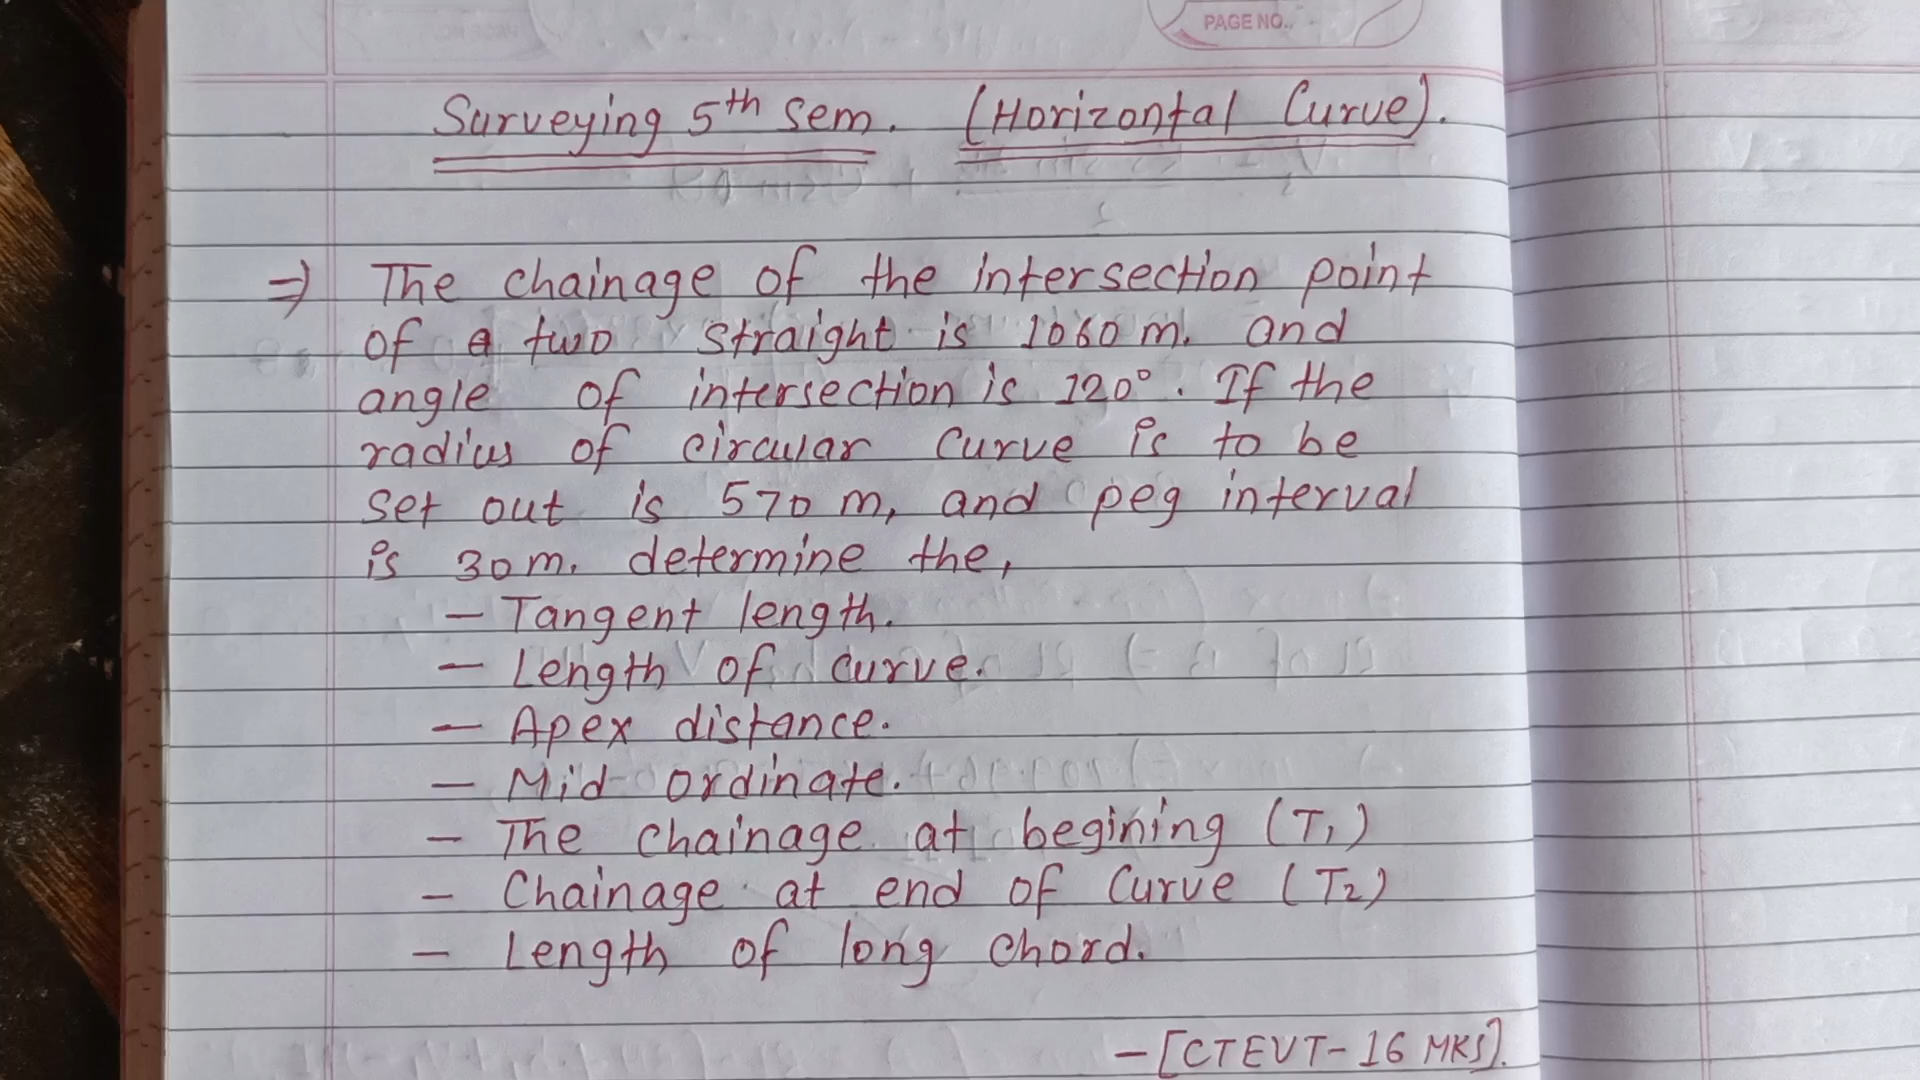 PAGE NO..
Surveying 5th sem. (Horizontal Curve).
⇒ The chainage of the intersection point
of a two straight is 1060 m. and
angle of intersection is 120°. If the
radius of circular curve is to be
set out is 570 m, and peg interval
is 30m. determine the,
- Tangent length.
- Length of curve.
- Apex distance.
- Mid ordinate.
- The chainage at begining (T1)
- Chainage at end of Curve (T2)
- Length of long chord.
- [CTEVT- 16 MKS].